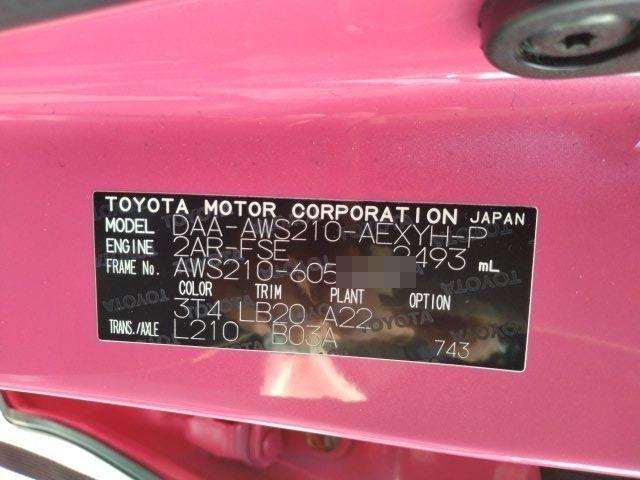 TOYOTA MOTOR CORPORATION JAPAN
MODEL DAA-AWS210-AEXYH-P
ENGINE 2AR-FSE 2493 mL
FRAME No. AWS210-605
COLOR TRIM PLANT OPTION
3T4 LB20 A22
TRANS./AXLE L210 B03A
743